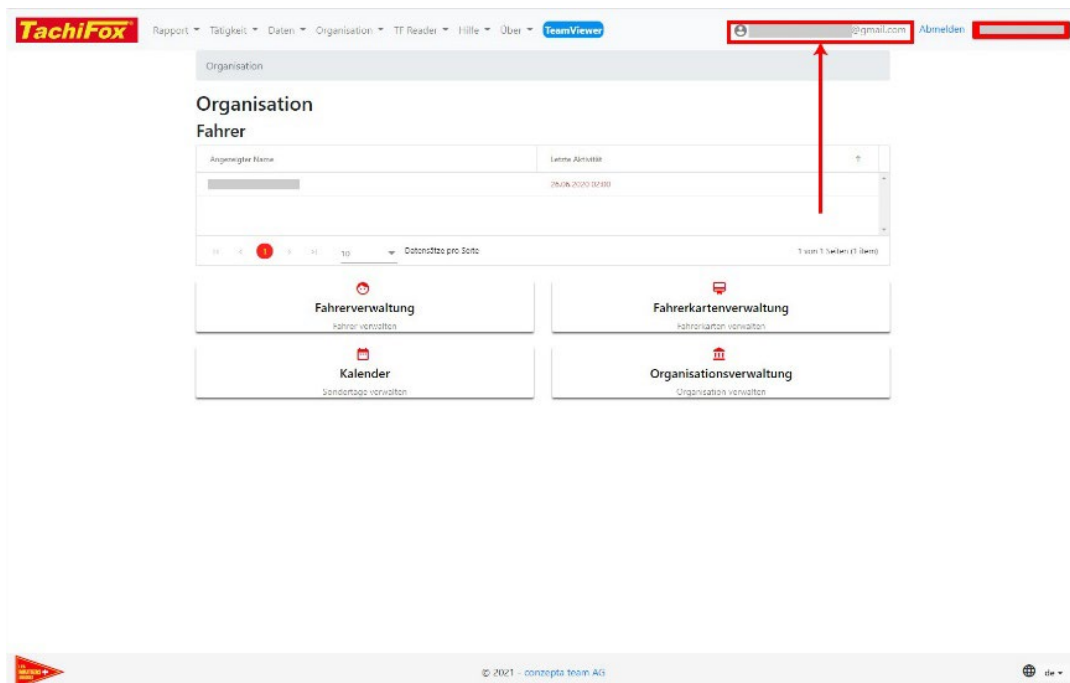 TachiFox
Rapport Tätigkeit Daten Organisation TF Reader Hilfe Über TeamViewer @gmail.com Abmelden
Organisation
Organisation
Fahrer
Angezeigter Name Letzte Aktivität
26.06.2020 02:00
1 10 Datensätze pro Seite 1 von 1 Seiten (1 item)
Fahrerverwaltung
Fahrer verwalten
Fahrerkartenverwaltung
Fahrerkarten verwalten
Kalender
Sondertage verwalten
Organisationsverwaltung
Organisation verwalten
© 2021 - conzepta team AG de